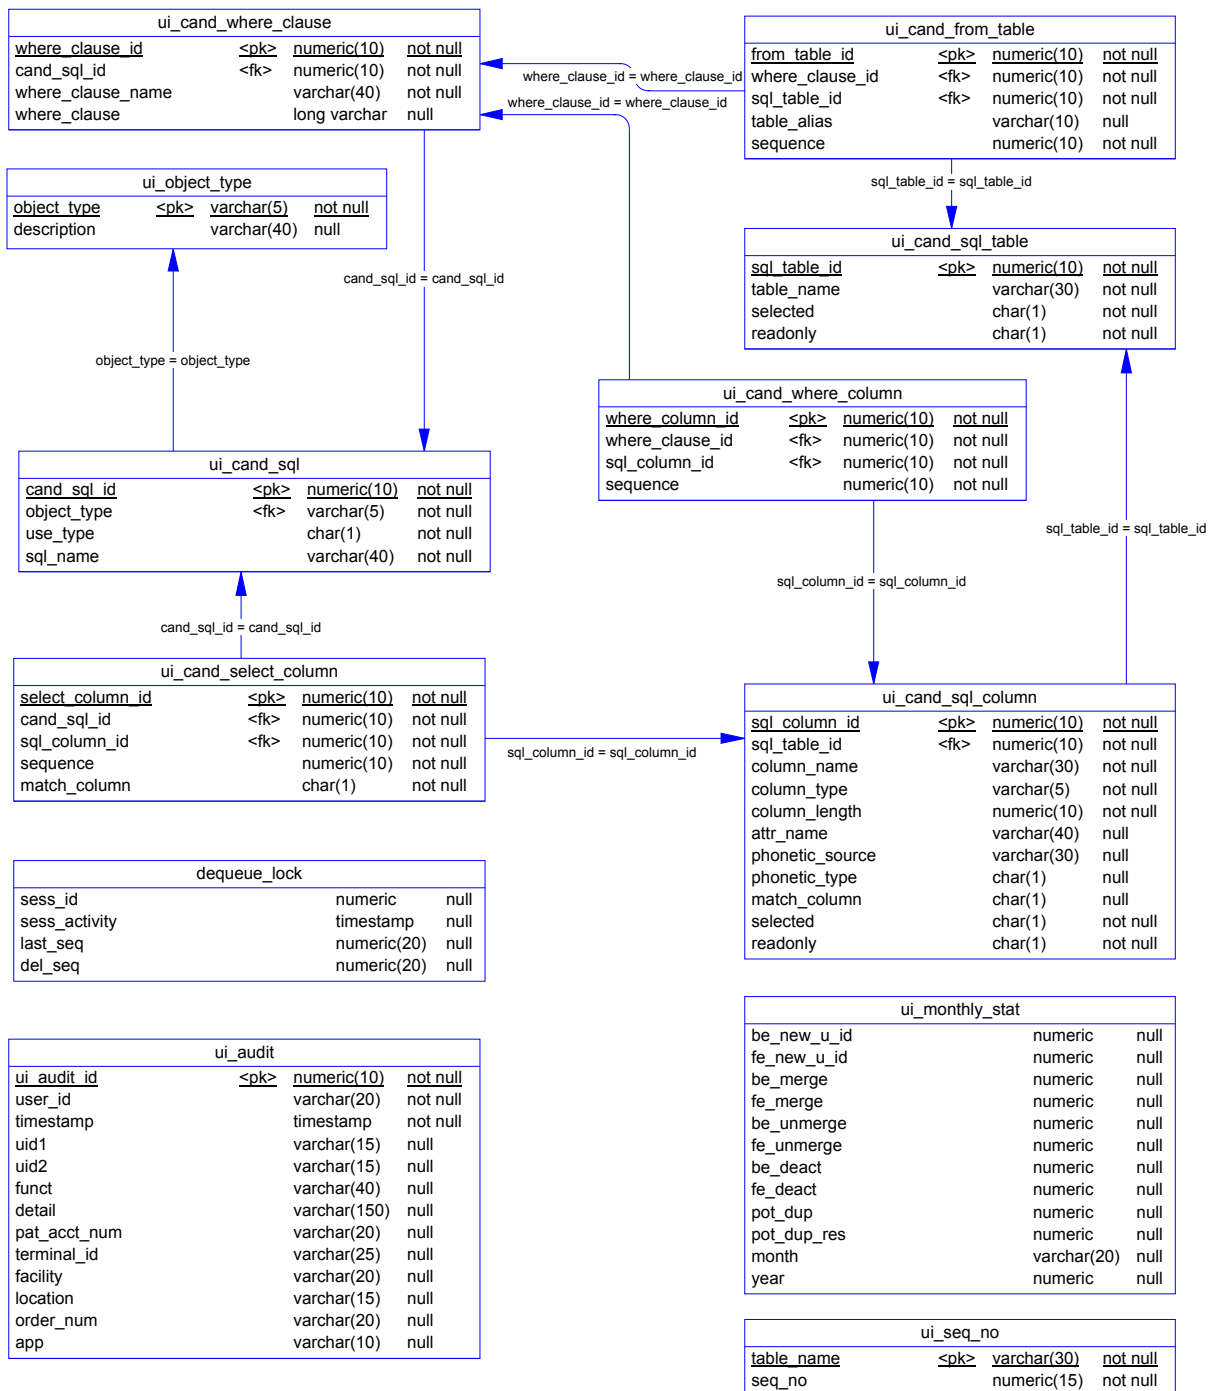 ui_cand_where_clause
where_clause_id <pk> numeric(10) not null
cand_sql_id <fk> numeric(10) not null
where_clause_name varchar(40) not null
where_clause long varchar null
ui_cand_from_table
from_table_id <pk> numeric(10) not null
where_clause_id <fk> numeric(10) not null
sql_table_id <fk> numeric(10) not null
table_alias varchar(10) null
sequence numeric(10) not null
where_clause_id = where_clause_id
where_clause_id = where_clause_id
ui_object_type
object_type <pk> varchar(5) not null
description varchar(40) null
sql_table_id = sql_table_id
ui_cand_sql_table
sql_table_id <pk> numeric(10) not null
table_name varchar(30) not null
selected char(1) not null
readonly char(1) not null
cand_sql_id = cand_sql_id
object_type = object_type
ui_cand_where_column
where_column_id <pk> numeric(10) not null
where_clause_id <fk> numeric(10) not null
sql_column_id <fk> numeric(10) not null
sequence numeric(10) not null
ui_cand_sql
cand_sql_id <pk> numeric(10) not null
object_type <fk> varchar(5) not null
use_type char(1) not null
sql_name varchar(40) not null
sql_table_id = sql_table_id
sql_column_id = sql_column_id
cand_sql_id = cand_sql_id
ui_cand_select_column
select_column_id <pk> numeric(10) not null
cand_sql_id <fk> numeric(10) not null
sql_column_id <fk> numeric(10) not null
sequence numeric(10) not null
match_column char(1) not null
sql_column_id = sql_column_id
ui_cand_sql_column
sql_column_id <pk> numeric(10) not null
sql_table_id <fk> numeric(10) not null
column_name varchar(30) not null
column_type varchar(5) not null
column_length numeric(10) not null
attr_name varchar(40) null
phonetic_source varchar(30) null
phonetic_type char(1) null
match_column char(1) null
selected char(1) not null
readonly char(1) not null
dequeue_lock
sess_id numeric null
sess_activity timestamp null
last_seq numeric(20) null
del_seq numeric(20) null
ui_audit
ui_audit_id <pk> numeric(10) not null
user_id varchar(20) not null
timestamp timestamp not null
uid1 varchar(15) null
uid2 varchar(15) null
funct varchar(40) null
detail varchar(150) null
pat_acct_num varchar(20) null
terminal_id varchar(25) null
facility varchar(20) null
location varchar(15) null
order_num varchar(20) null
app varchar(10) null
ui_monthly_stat
be_new_u_id numeric null
fe_new_u_id numeric null
be_merge numeric null
fe_merge numeric null
be_unmerge numeric null
fe_unmerge numeric null
be_deact numeric null
fe_deact numeric null
pot_dup numeric null
pot_dup_res numeric null
month varchar(20) null
year numeric null
ui_seq_no
table_name <pk> varchar(30) not null
seq_no numeric(15) not null